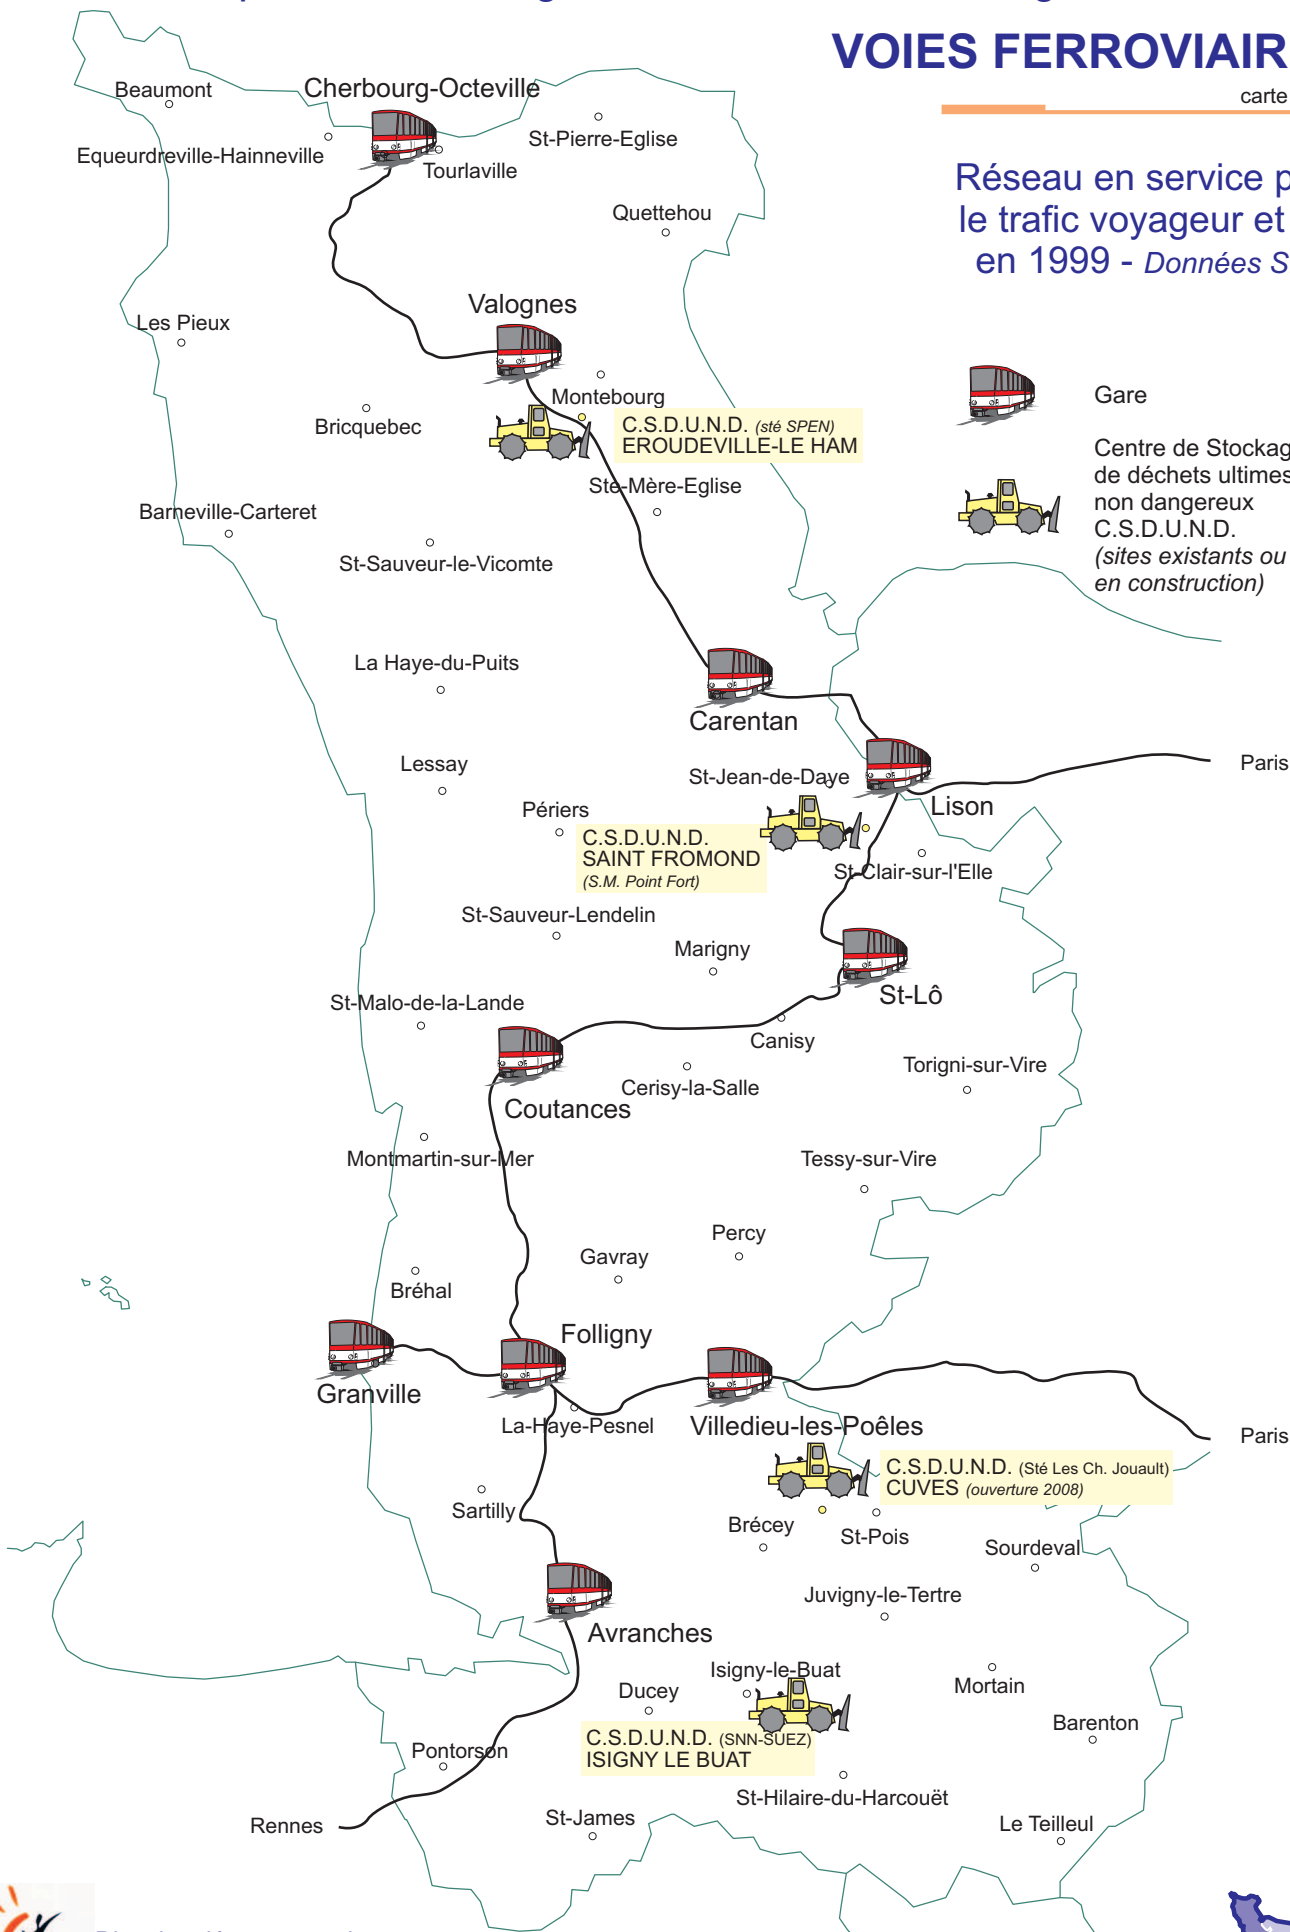 VOIES FERROVIAIR
carte
Réseau en service p
le trafic voyageur et
en 1999 - Données S
Gare
Centre de Stockag
de déchets ultimes
non dangereux
C.S.D.U.N.D.
(sites existants ou
en construction)
Beaumont
Cherbourg-Octeville
Equeurdreville-Hainneville
Tourlaville
St-Pierre-Eglise
Quettehou
Valognes
Les Pieux
Montebourg
Bricquebec
C.S.D.U.N.D. (sté SPEN)
EROUDEVILLE-LE HAM
Ste-Mère-Eglise
Barneville-Carteret
St-Sauveur-le-Vicomte
La Haye-du-Puits
Carentan
Lessay
St-Jean-de-Daye
Paris
Lison
Périers
C.S.D.U.N.D.
SAINT FROMOND
(S.M. Point Fort)
St-Clair-sur-l'Elle
St-Sauveur-Lendelin
Marigny
St-Lô
St-Malo-de-la-Lande
Canisy
Torigni-sur-Vire
Cerisy-la-Salle
Coutances
Montmartin-sur-Mer
Tessy-sur-Vire
Percy
Gavray
Bréhal
Folligny
Granville
La-Haye-Pesnel
Villedieu-les-Poêles
Paris
C.S.D.U.N.D. (Sté Les Ch. Jouault)
CUVES (ouverture 2008)
Sartilly
Brécey
St-Pois
Sourdeval
Juvigny-le-Tertre
Avranches
Isigny-le-Buat
Ducey
Mortain
Barenton
C.S.D.U.N.D. (SNN-SUEZ)
ISIGNY LE BUAT
Pontorson
St-Hilaire-du-Harcouët
Rennes
St-James
Le Teilleul